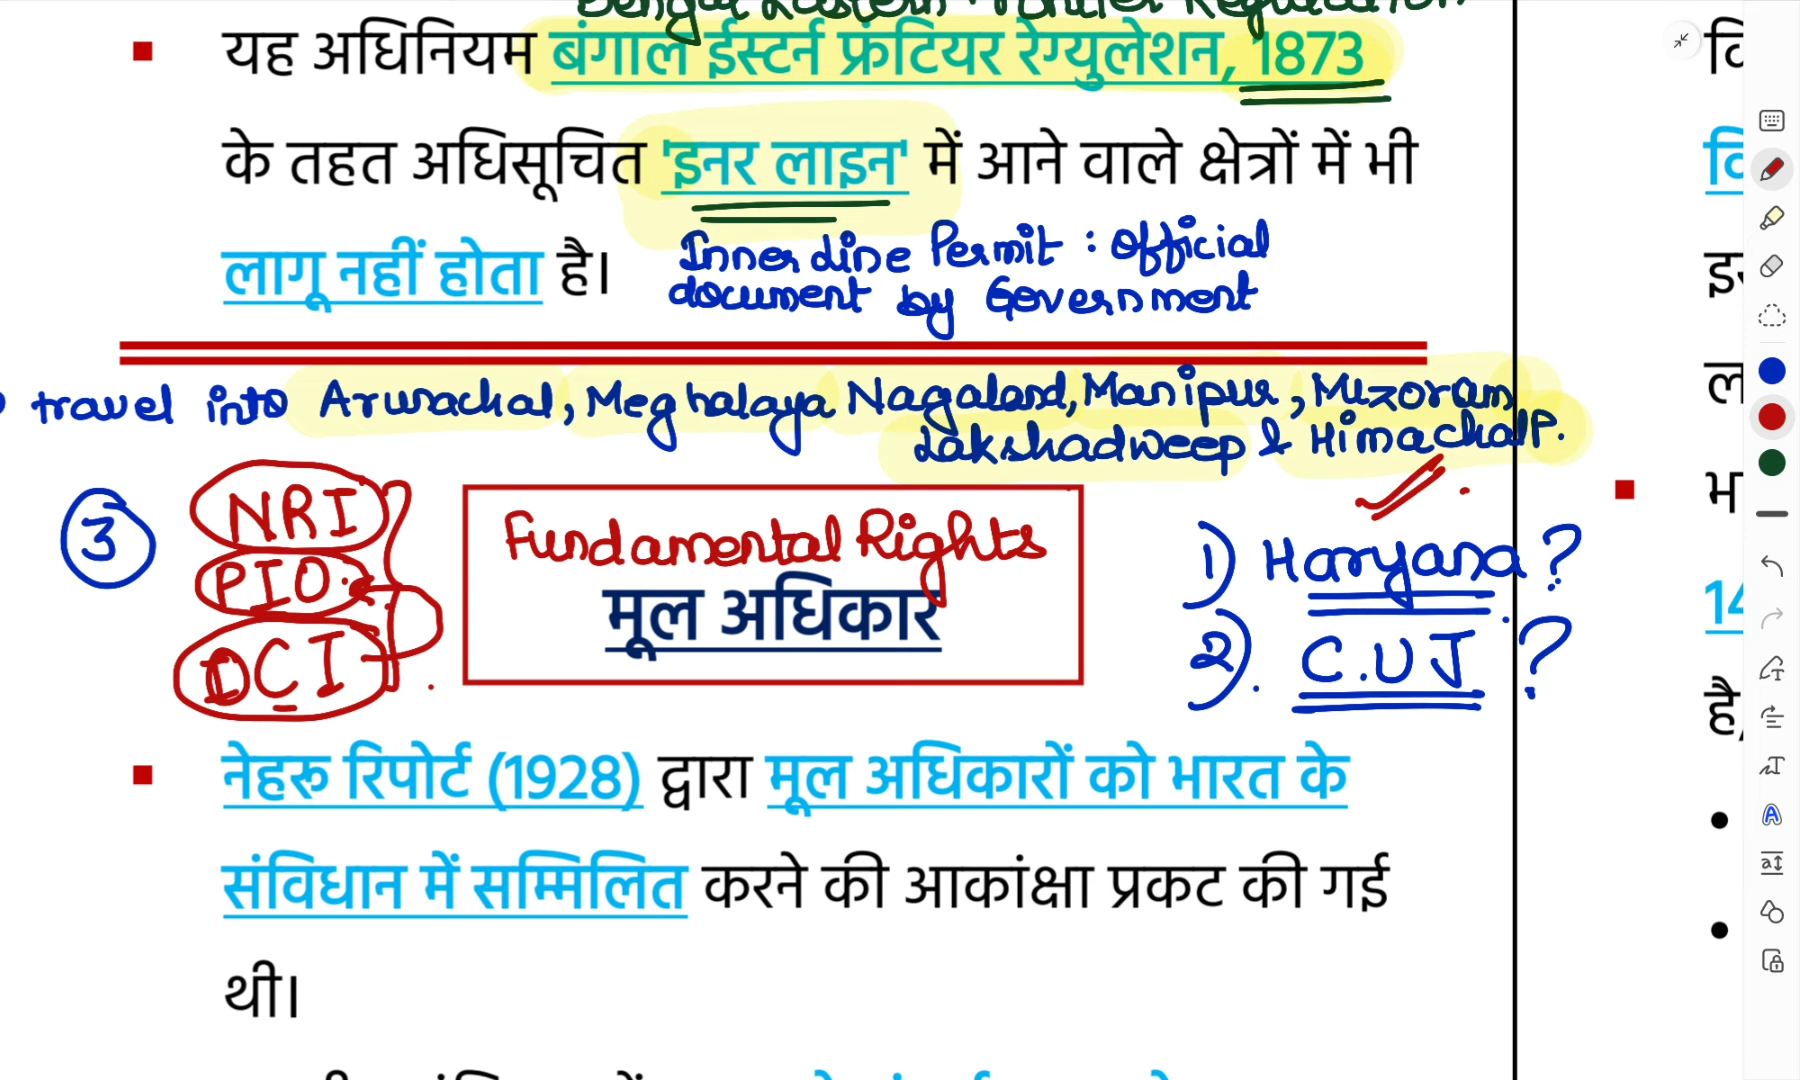 यह अधिनियम बंगाल ईस्टर्न फ्रंटियर रेग्युलेशन, 1873
के तहत अधिसूचित 'इनर लाइन' में आने वाले क्षेत्रों में भी
लागू नहीं होता है।
Inner Line Permit : Official
document by Government
travel into Arunachal, Meghalaya Nagaland, Manipur, Mizoram
Lakshadweep & Himachal P.
3
NRI
PIO
DCI
Fundamental Rights
मूल अधिकार
1) Haryana ?
2). C.U.J ?
नेहरू रिपोर्ट (1928) द्वारा मूल अधिकारों को भारत के
संविधान में सम्मिलित करने की आकांक्षा प्रकट की गई
थी।
14